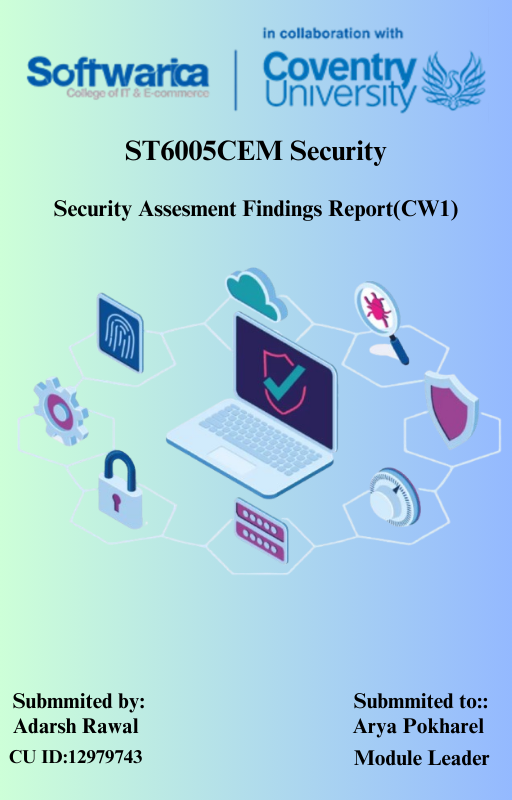 in collaboration with
Softwarica
College of IT & E-commerce
Coventry
University
ST6005CEM Security
Security Assesment Findings Report(CW1)
Submmited by:
Adarsh Rawal
CU ID:12979743
Submmited to::
Arya Pokharel
Module Leader